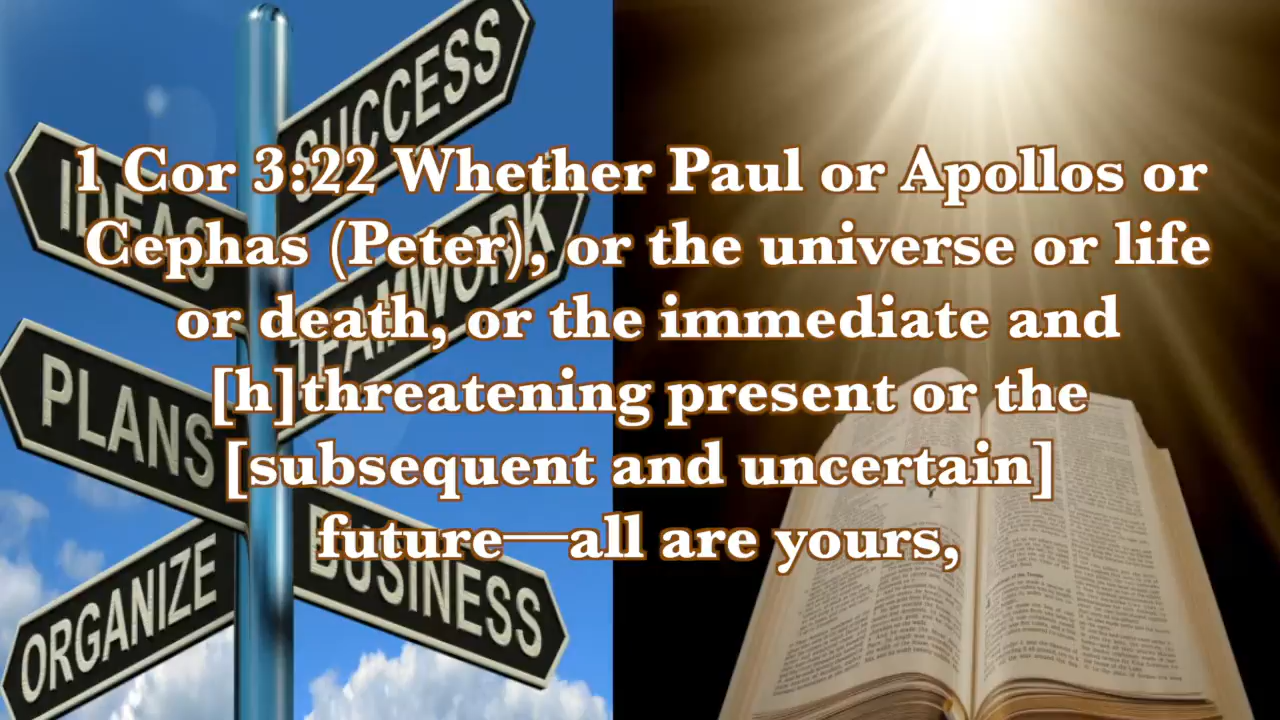 1 Cor 3:22 Whether Paul or Apollos or
Cephas (Peter), or the universe or life
or death, or the immediate and
[h]threatening present or the
[subsequent and uncertain]
future—all are yours,
SUCCESS
IDEAS
TEAMWORK
PLANS
BUSINESS
ORGANIZE